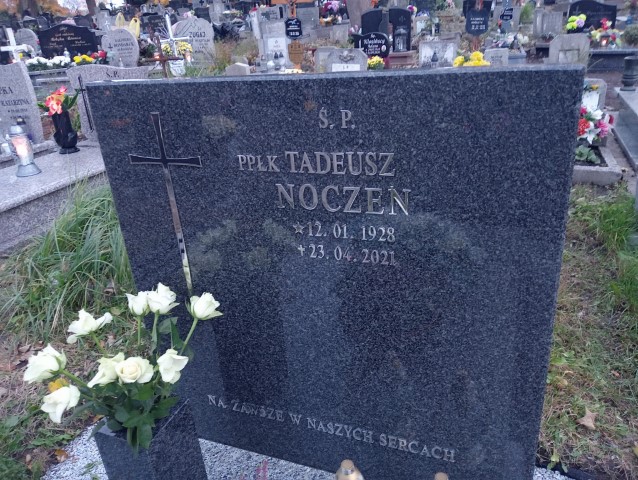 Ś. P.
PPŁK TADEUSZ
NOCZEŃ
☆ 12. 01. 1928
✝ 23. 04. 2021
NA ZAWSZE W NASZYCH SERCACH